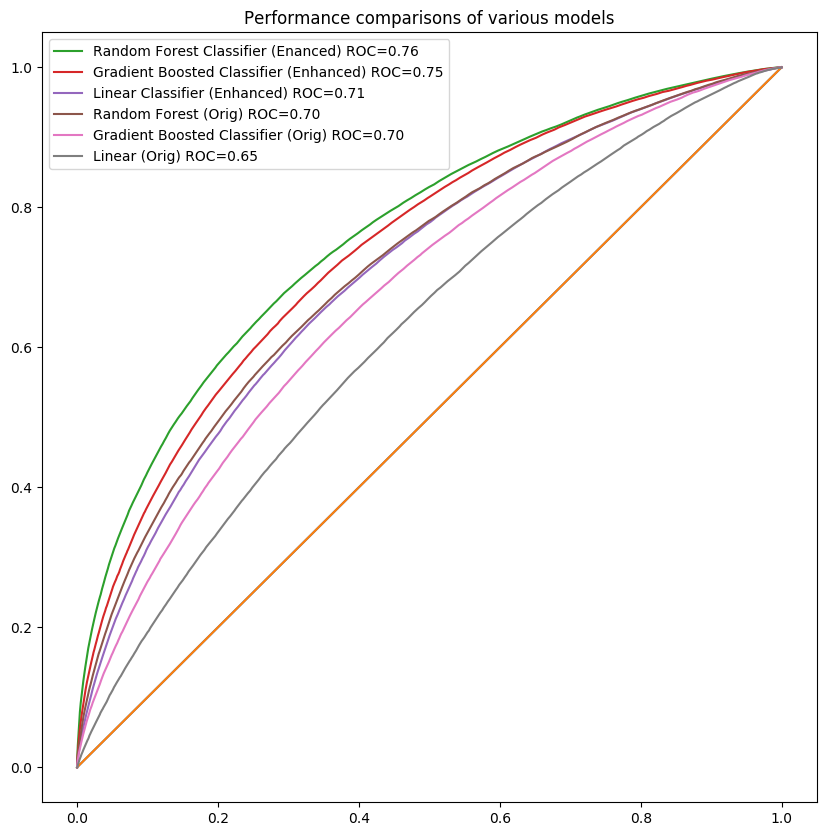 Performance comparisons of various models
Random Forest Classifier (Enanced) ROC=0.76
Gradient Boosted Classifier (Enhanced) ROC=0.75
Linear Classifier (Enhanced) ROC=0.71
Random Forest (Orig) ROC=0.70
Gradient Boosted Classifier (Orig) ROC=0.70
Linear (Orig) ROC=0.65
1.0
0.8
0.6
0.4
0.2
0.0
0.0 0.2 0.4 0.6 0.8 1.0